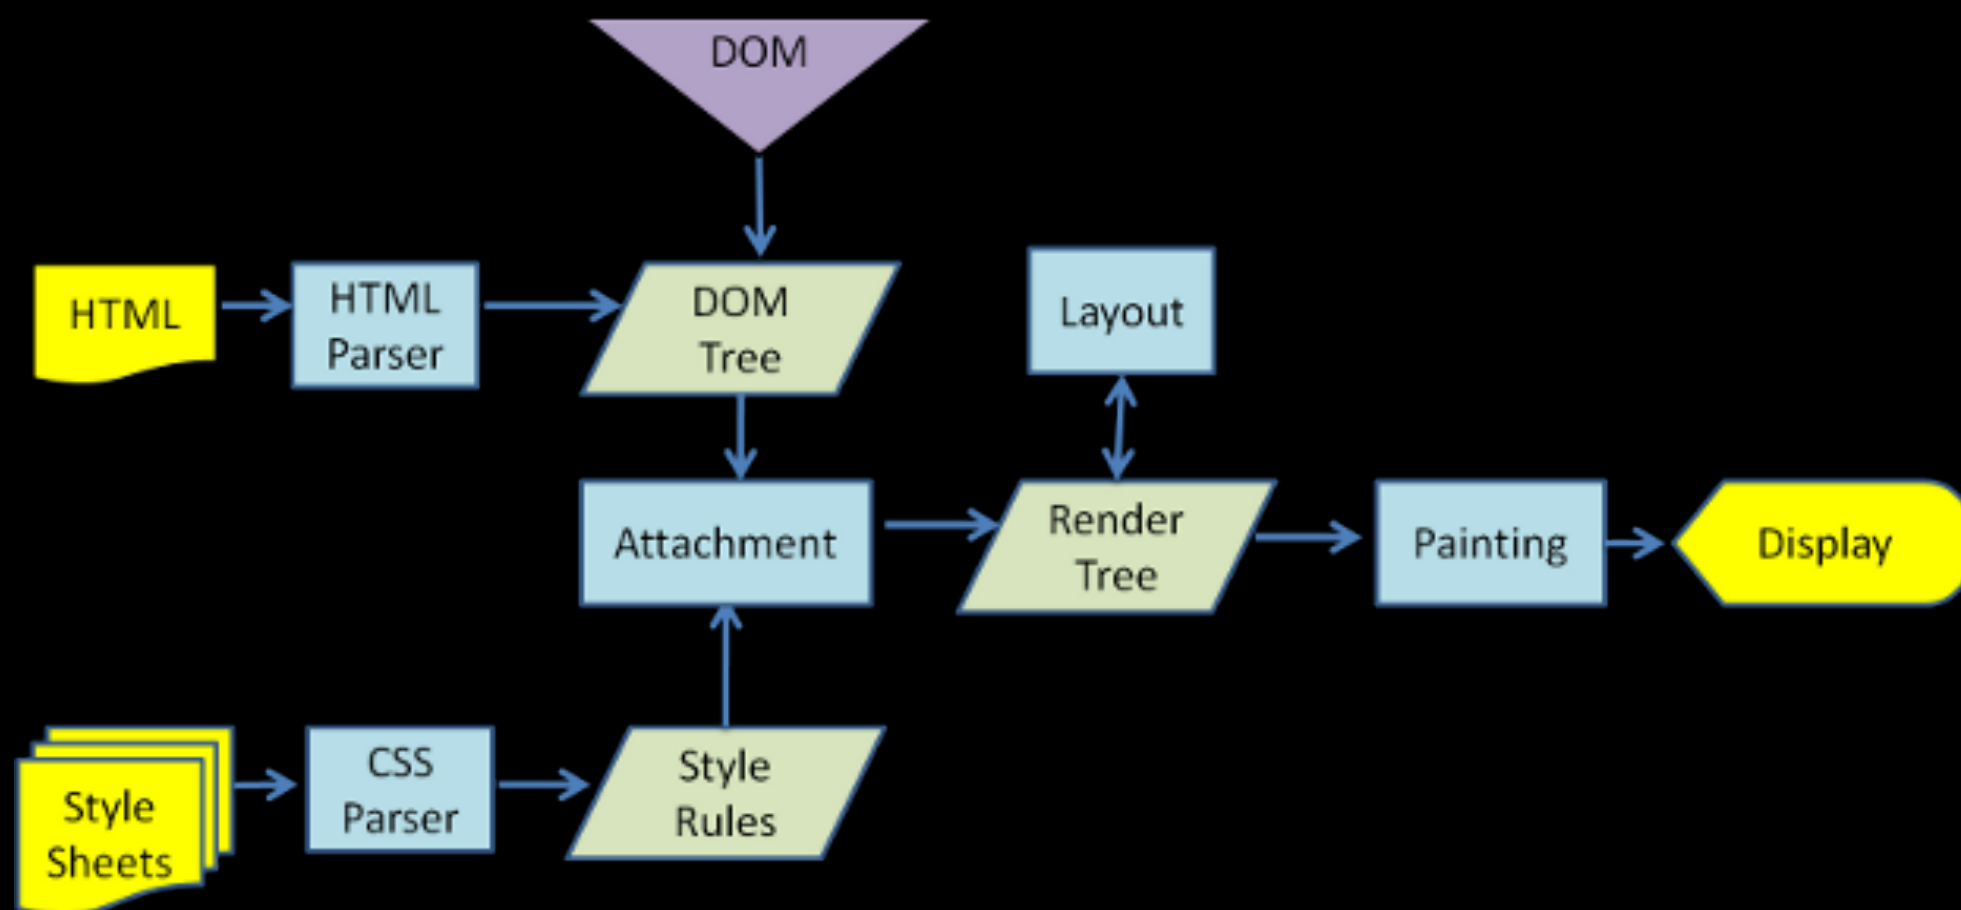 DOM
HTML
HTML
Parser
DOM
Tree
Layout
Attachment
Render
Tree
Painting
Display
Style
Sheets
CSS
Parser
Style
Rules